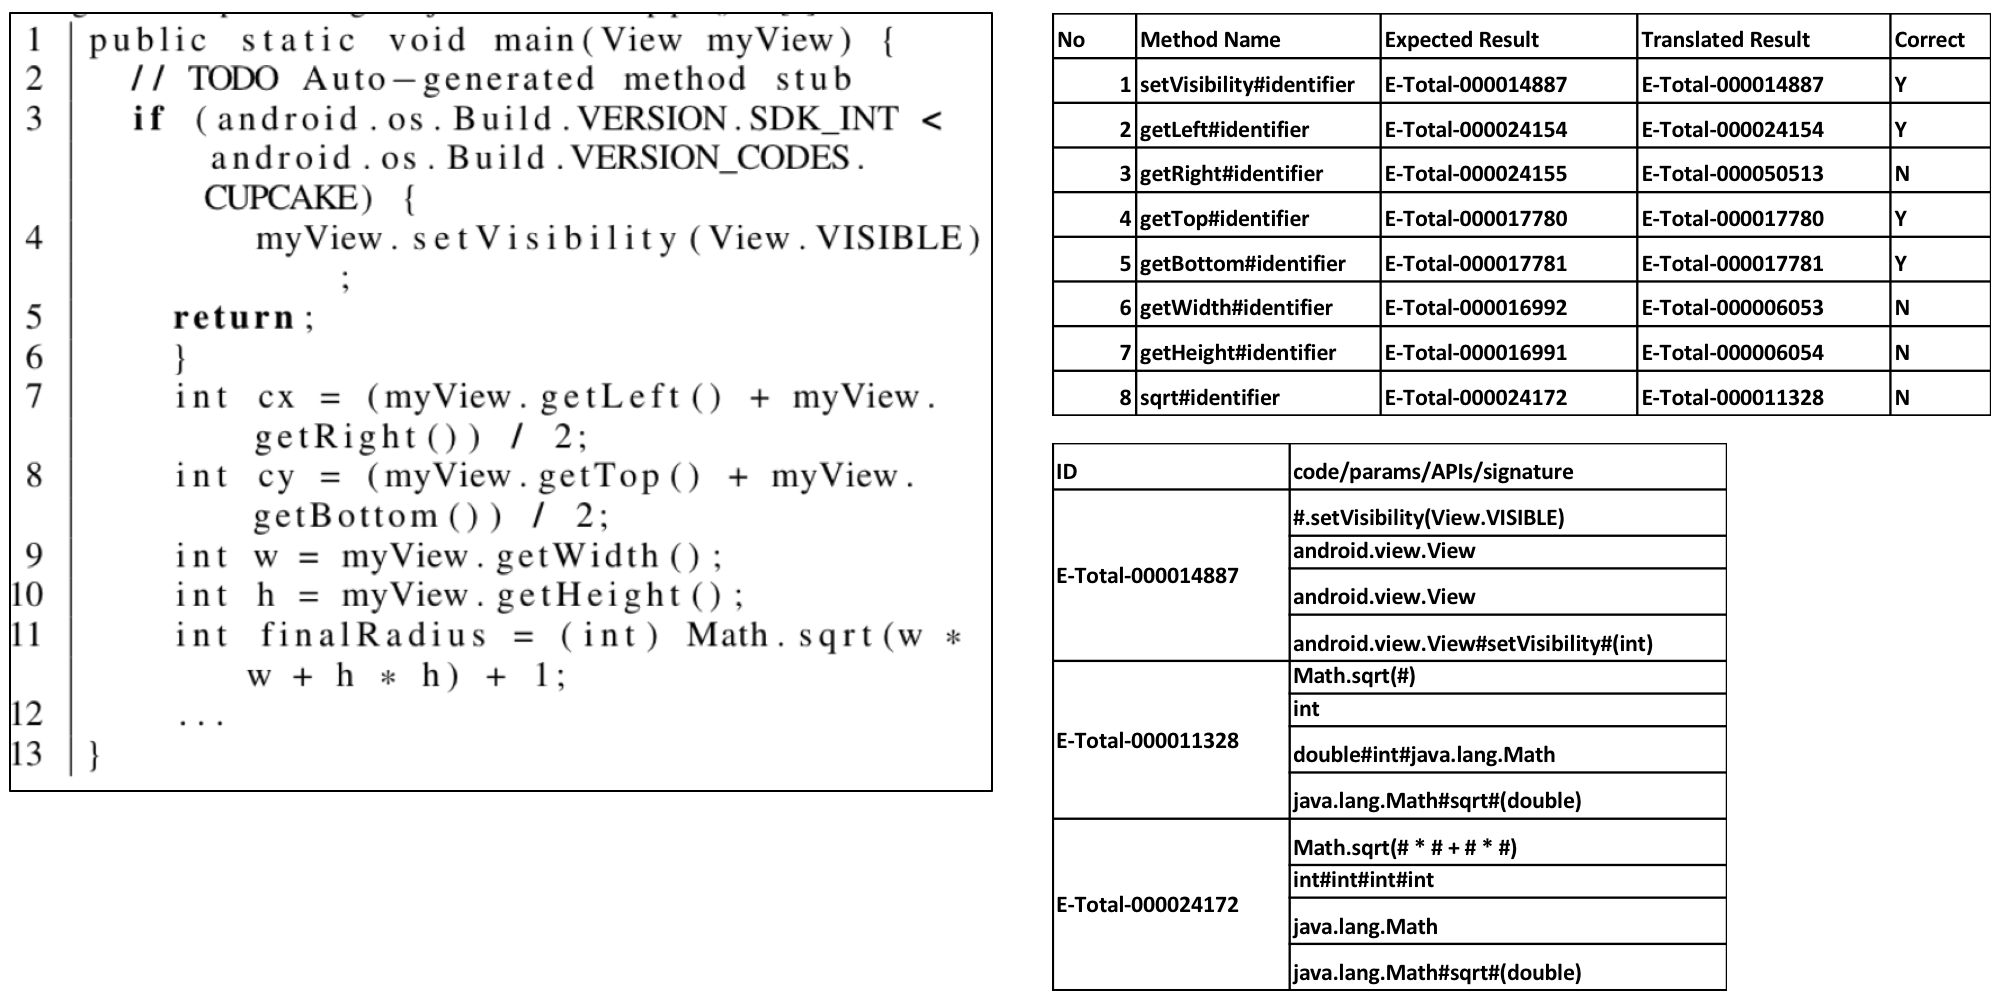 1 public static void main(View myView) {
2 // TODO Auto-generated method stub
3 if (android.os.Build.VERSION.SDK_INT <
android.os.Build.VERSION_CODES.
CUPCAKE) {
4 myView.setVisibility(View.VISIBLE)
;
5 return;
6 }
7 int cx = (myView.getLeft() + myView.
getRight()) / 2;
8 int cy = (myView.getTop() + myView.
getBottom()) / 2;
9 int w = myView.getWidth();
10 int h = myView.getHeight();
11 int finalRadius = (int) Math.sqrt(w *
w + h * h) + 1;
12 ...
13 }
No Method Name Expected Result Translated Result Correct
1 setVisibility#identifier E-Total-000014887 E-Total-000014887 Y
2 getLeft#identifier E-Total-000024154 E-Total-000024154 Y
3 getRight#identifier E-Total-000024155 E-Total-000050513 N
4 getTop#identifier E-Total-000017780 E-Total-000017780 Y
5 getBottom#identifier E-Total-000017781 E-Total-000017781 Y
6 getWidth#identifier E-Total-000016992 E-Total-000006053 N
7 getHeight#identifier E-Total-000016991 E-Total-000006054 N
8 sqrt#identifier E-Total-000024172 E-Total-000011328 N
ID code/params/APIs/signature
E-Total-000014887
#.setVisibility(View.VISIBLE)
android.view.View
android.view.View
android.view.View#setVisibility#(int)
E-Total-000011328
Math.sqrt(#)
int
double#int#java.lang.Math
java.lang.Math#sqrt#(double)
E-Total-000024172
Math.sqrt(# * # + # * #)
int#int#int#int
java.lang.Math
java.lang.Math#sqrt#(double)